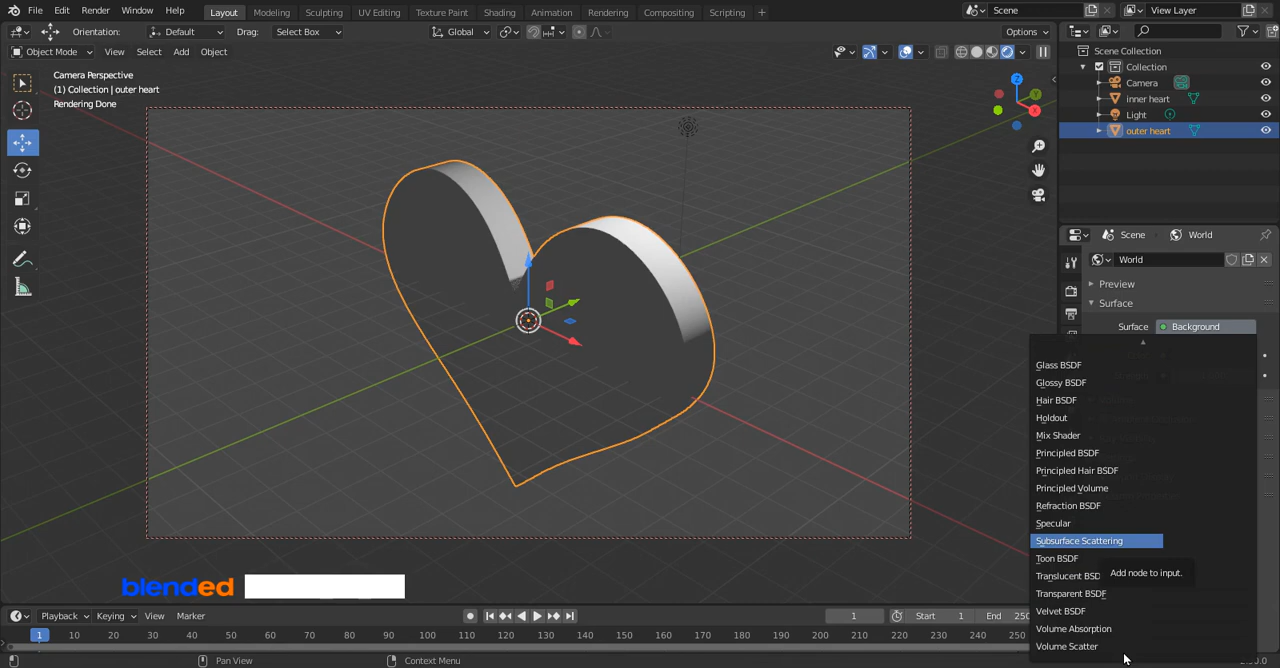 File Edit Render Window Help Layout Modeling Sculpting UV Editing Texture Paint Shading Animation Rendering Compositing Scripting + Scene View Layer
Orientation: Default Drag: Select Box Global Options
Object Mode View Select Add Object
Scene Collection
Collection
Camera
inner heart
Light
outer heart
Camera Perspective
(1) Collection | outer heart
Rendering Done
Z
Y
X
Scene World
World
Preview
Surface
Surface Background
Glass BSDF
Glossy BSDF
Hair BSDF
Holdout
Mix Shader
Principled BSDF
Principled Hair BSDF
Principled Volume
Refraction BSDF
Specular
Subsurface Scattering
Toon BSDF
Add node to input.
Translucent BSD
Transparent BSDF
Velvet BSDF
Volume Absorption
Volume Scatter
blended
Playback Keying View Marker 1 Start 1 End 250
1 10 20 30 40 50 60 70 80 90 100 110 120 130 140 150 160 170 180 190 200 210 220 230 240 250
Pan View Context Menu